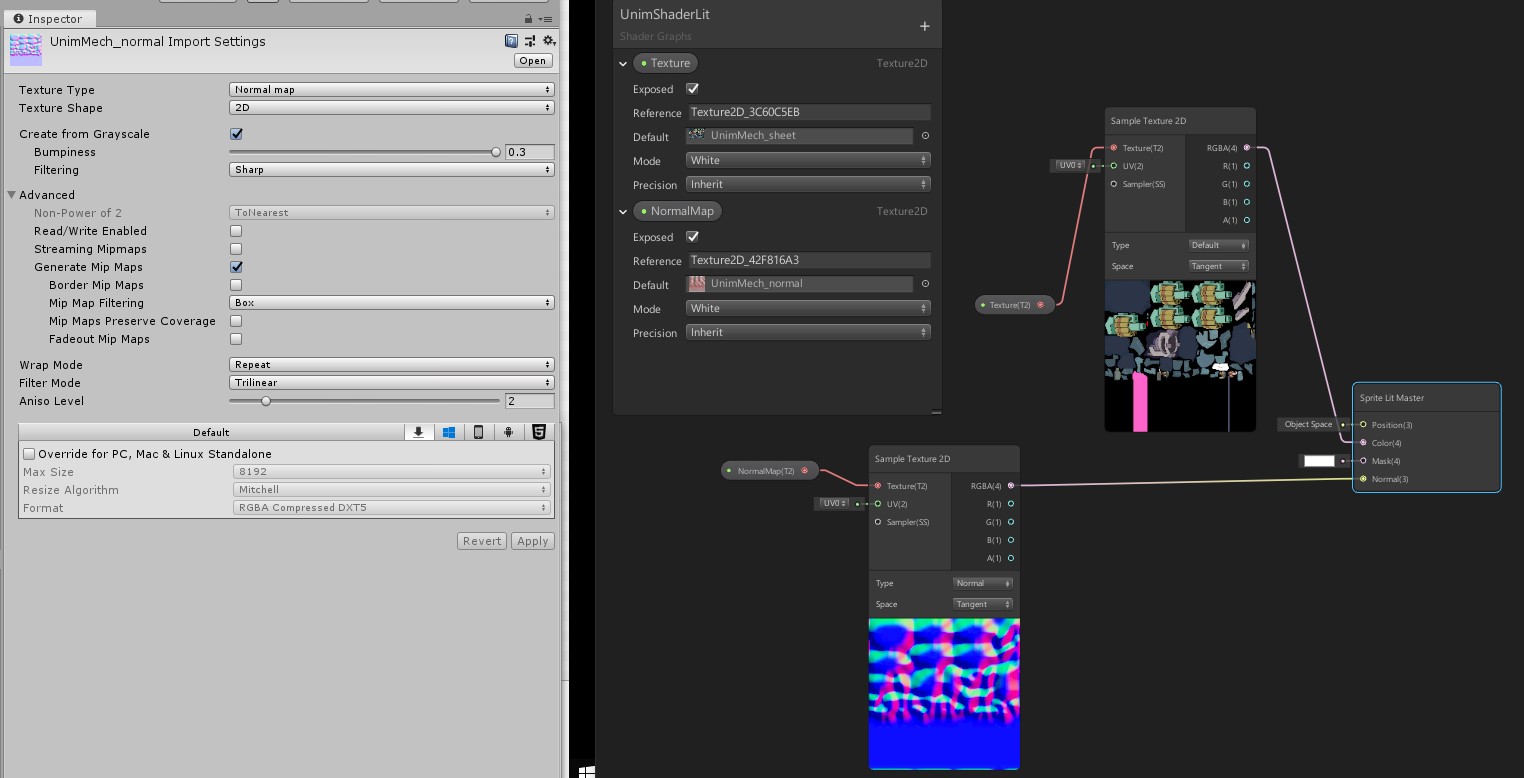 Inspector
UnimMech_normal Import Settings
Open
Texture Type Normal map
Texture Shape 2D
Create from Grayscale
Bumpiness 0.3
Filtering Sharp
Advanced
Non-Power of 2 ToNearest
Read/Write Enabled
Streaming Mipmaps
Generate Mip Maps
Border Mip Maps
Mip Map Filtering Box
Mip Maps Preserve Coverage
Fadeout Mip Maps
Wrap Mode Repeat
Filter Mode Trilinear
Aniso Level 2
Default
Override for PC, Mac & Linux Standalone
Max Size 8192
Resize Algorithm Mitchell
Format RGBA Compressed DXT5
Revert Apply
UnimShaderLit
Shader Graphs
Texture Texture2D
Exposed
Reference Texture2D_3C60C5EB
Default UnimMech_sheet
Mode White
Precision Inherit
NormalMap Texture2D
Exposed
Reference Texture2D_42F816A3
Default UnimMech_normal
Mode White
Precision Inherit
Texture(T2)
Sample Texture 2D
Texture(T2) RGBA(4)
UV0 UV(2) R(1)
Sampler(SS) G(1)
B(1)
A(1)
Type Default
Space Tangent
NormalMap(T2)
Sample Texture 2D
Texture(T2) RGBA(4)
UV0 UV(2) R(1)
Sampler(SS) G(1)
B(1)
A(1)
Type Normal
Space Tangent
Sprite Lit Master
Object Space Position(3)
Color(4)
Mask(4)
Normal(3)